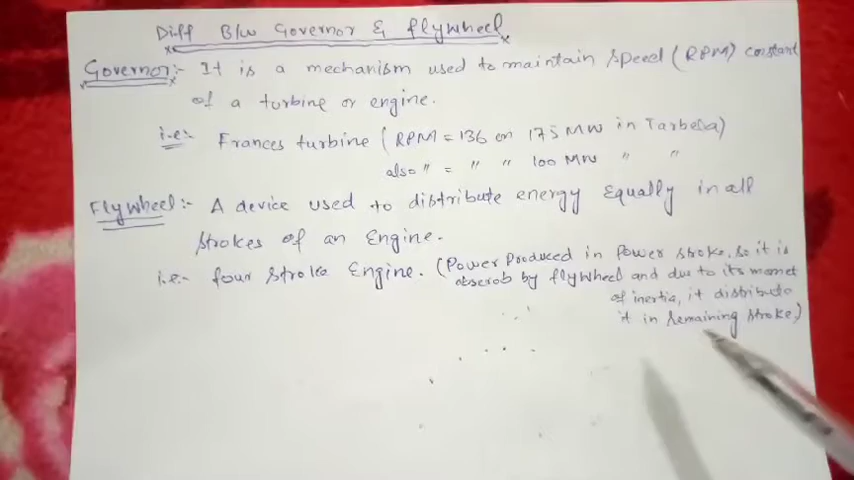 Diff B/w Governor & flywheel
Governor:- It is a mechanism used to maintain speed (RPM) constant
of a turbine or engine.
i.e:- Frances turbine (RPM = 136 on 175 MW in Tarbela)
also " = " " 100 MW " "
Flywheel:- A device used to distribute energy Equally in all
strokes of an Engine.
i.e.- four stroke Engine. (Power Produced in Power stroke, so it is
abserob by flywheel and due to its momet
of inertia, it distribute
it in remaining stroke)